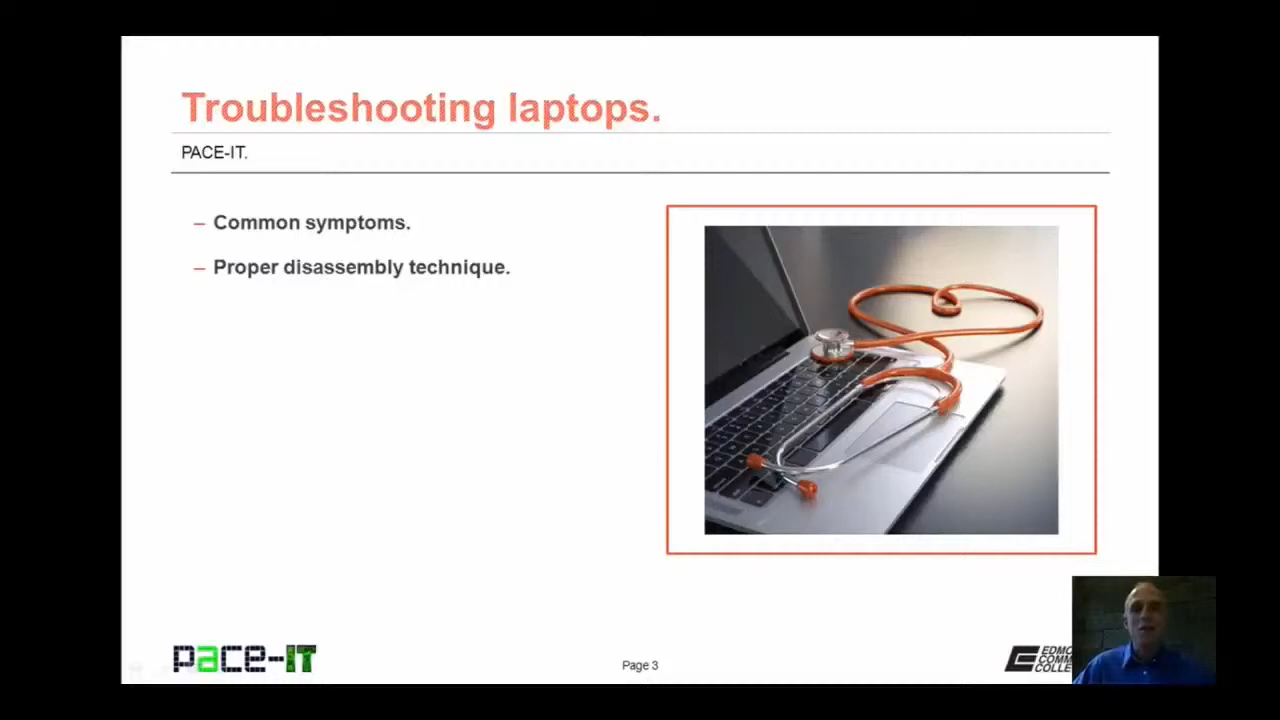 Troubleshooting laptops.
PACE-IT.
– Common symptoms.
– Proper disassembly technique.
pace-IT
Page 3